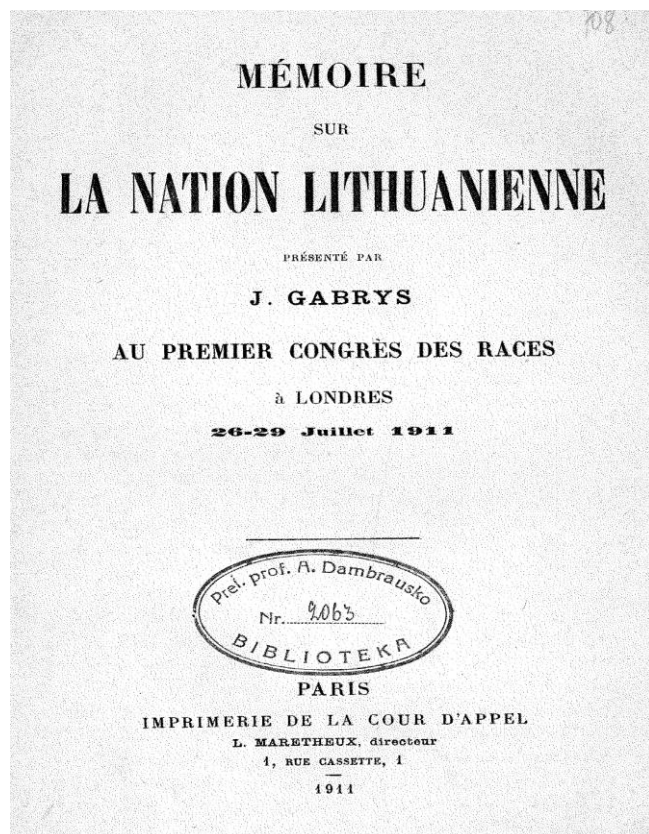 108
MÉMOIRE
SUR
LA NATION LITHUANIENNE
PRÉSENTÉ PAR
J. GABRYS
AU PREMIER CONGRÈS DES RACES
à LONDRES
26-29 Juillet 1911
Prel. prof. A. Dambrausko
Nr. 2063
BIBLIOTEKA
PARIS
IMPRIMERIE DE LA COUR D'APPEL
L. MARETHEUX, directeur
1, RUE CASSETTE, 1
1911